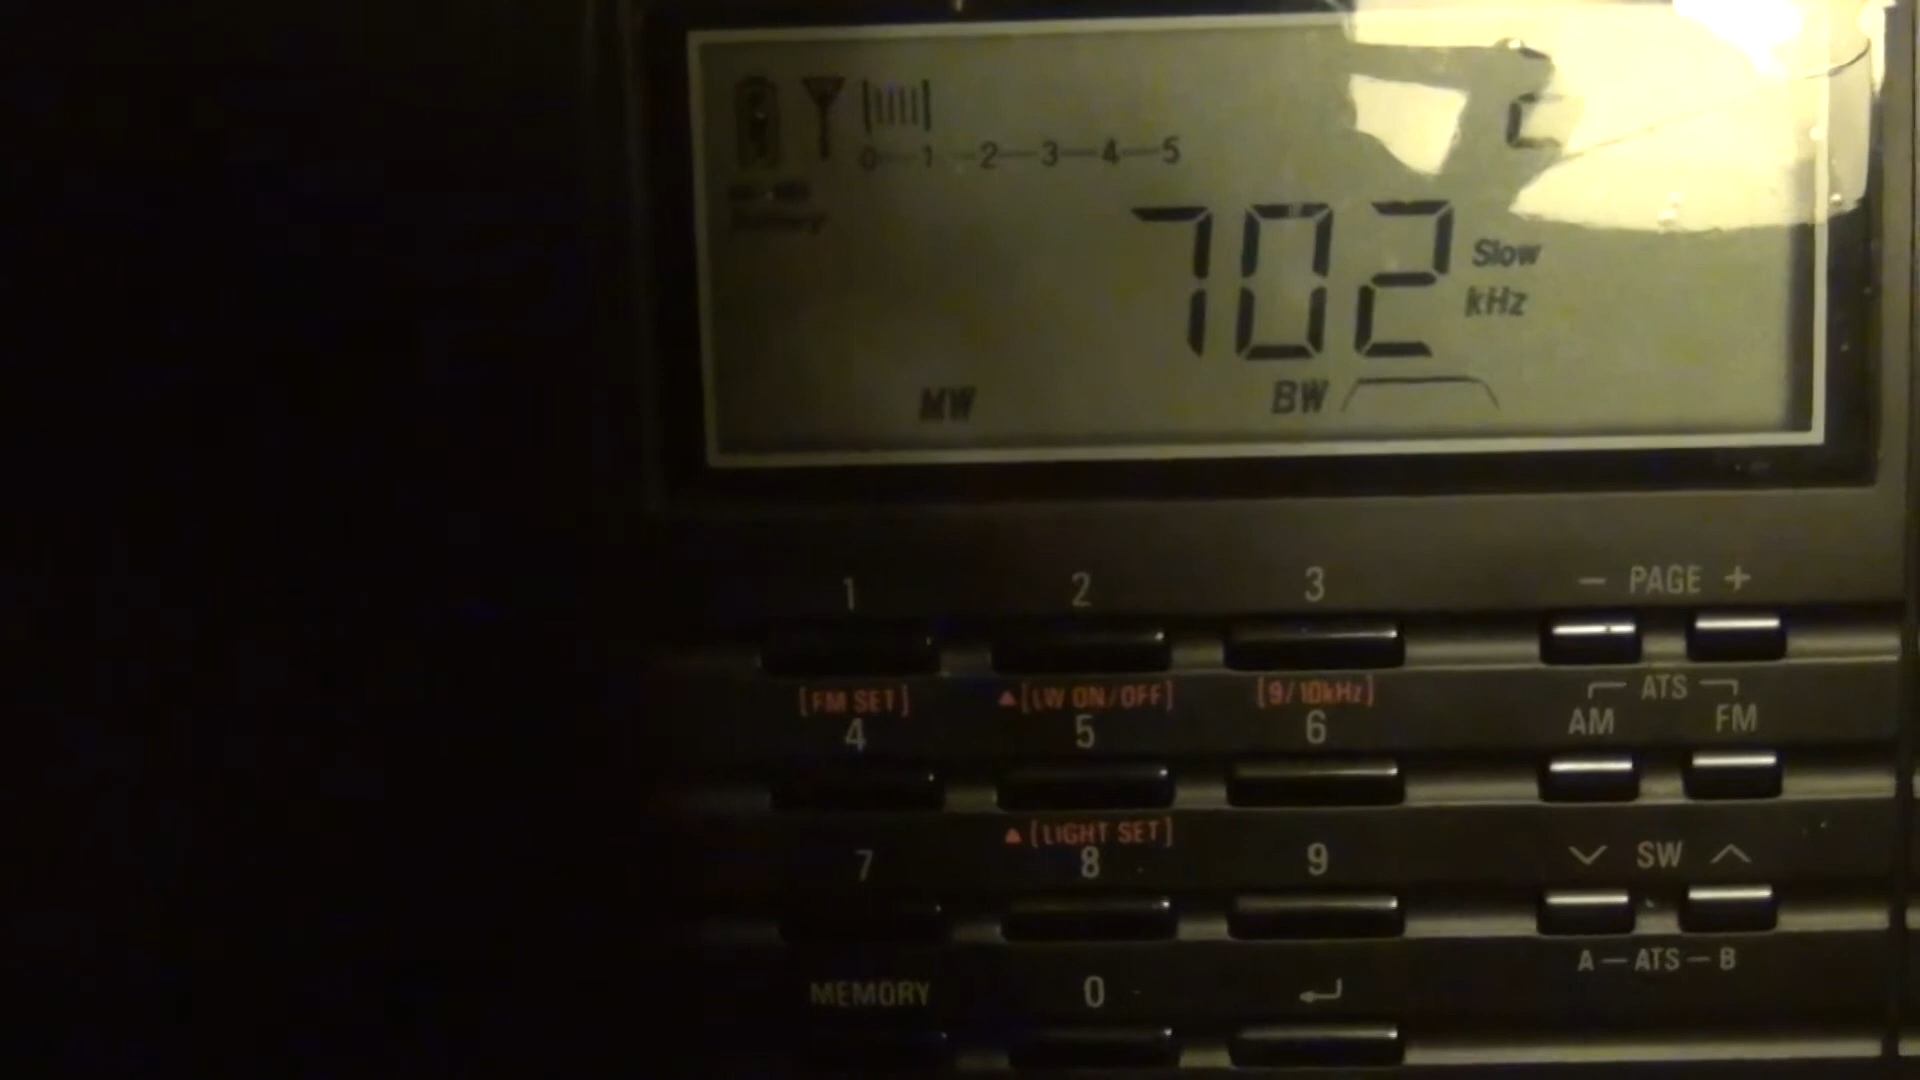 0 1 2 3 4 5
Battery
702 Slow
kHz
MW BW
1 2 3 - PAGE +
[FM SET] [LW ON/OFF] [9/10kHz] ATS
4 5 6 AM FM
[LIGHT SET]
7 8 9 SW
A — ATS — B
MEMORY 0